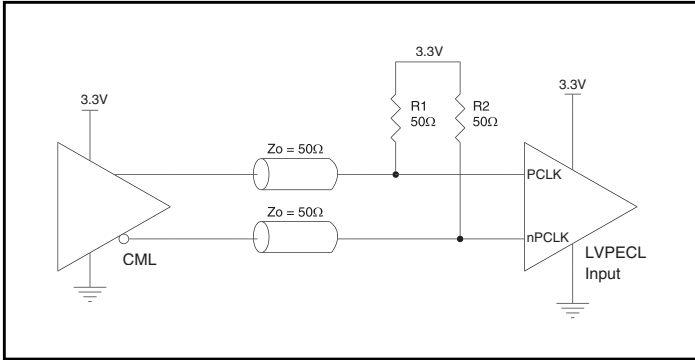 3.3V
3.3V
3.3V
R1
50Ω
R2
50Ω
Zo = 50Ω
PCLK
Zo = 50Ω
nPCLK
CML
LVPECL
Input